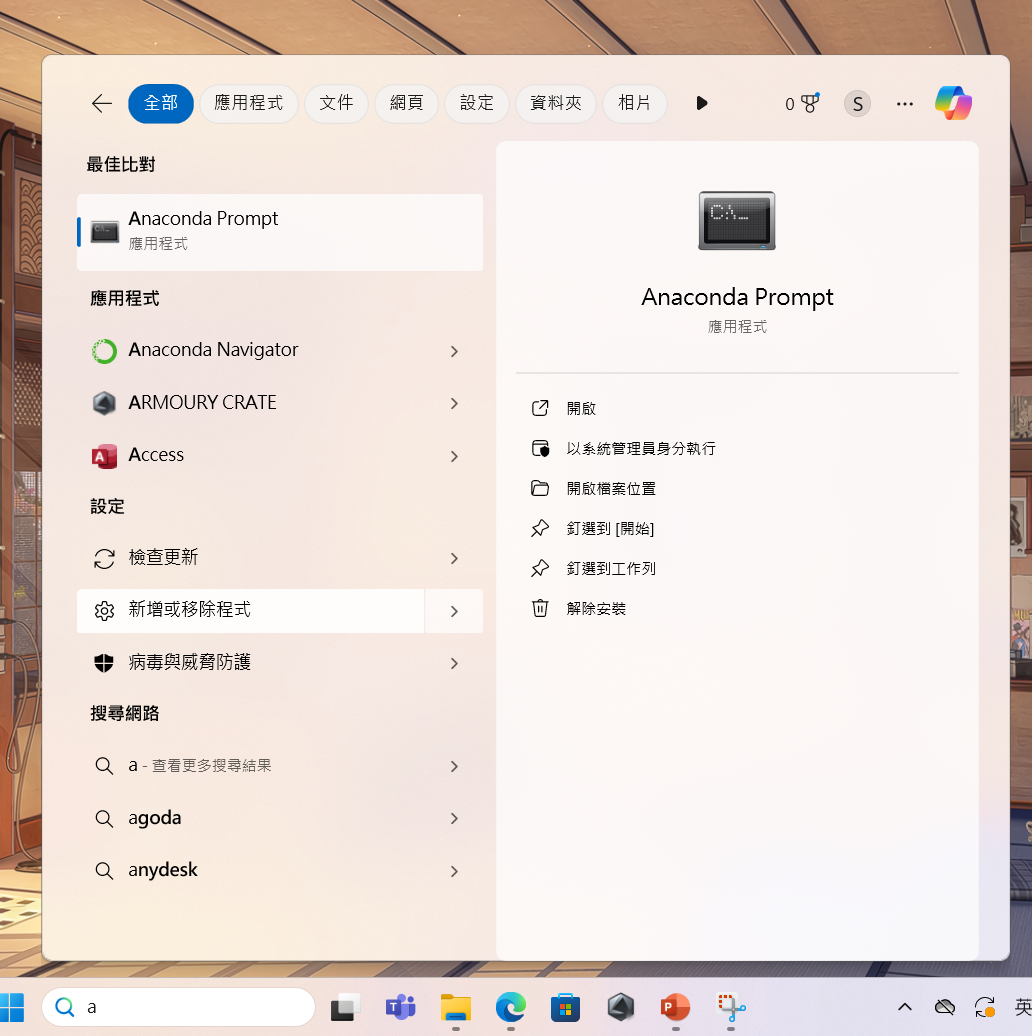 全部 應用程式 文件 網頁 設定 資料夾 相片 0 S
最佳比對
Anaconda Prompt
應用程式
應用程式
Anaconda Navigator
ARMOURY CRATE
Access
設定
檢查更新
新增或移除程式
病毒與威脅防護
搜尋網路
a - 查看更多搜尋結果
agoda
anydesk
Anaconda Prompt
應用程式
開啟
以系統管理員身分執行
開啟檔案位置
釘選到 [開始]
釘選到工作列
解除安裝
a 英